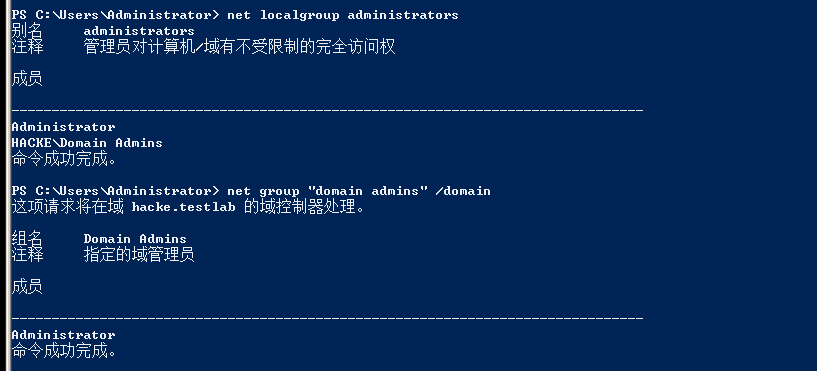 PS C:\Users\Administrator> net localgroup administrators
别名     administrators
注释     管理员对计算机/域有不受限制的完全访问权
成员
-------------------------------------------------------------------------------
Administrator
HACKE\Domain Admins
命令成功完成。
PS C:\Users\Administrator> net group "domain admins" /domain
这项请求将在域 hacke.testlab 的域控制器处理。
组名     Domain Admins
注释     指定的域管理员
成员
-------------------------------------------------------------------------------
Administrator
命令成功完成。